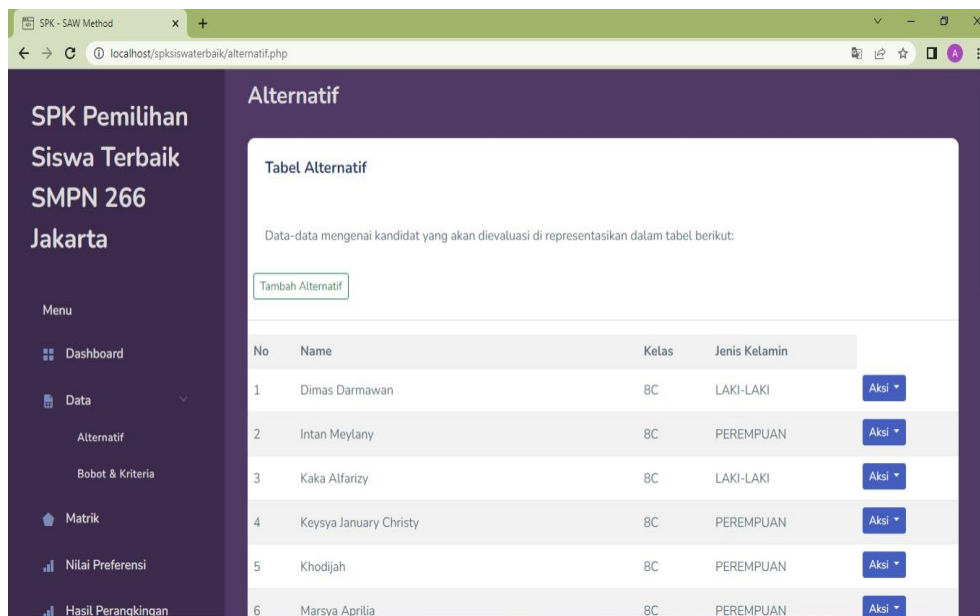 SPK - SAW Method
localhost/spksiswaterbaik/alternatif.php
A
SPK Pemilihan
Siswa Terbaik
SMPN 266
Jakarta
Menu
Dashboard
Data
Alternatif
Bobot & Kriteria
Matrik
Nilai Preferensi
Hasil Perangkingan
Alternatif
Tabel Alternatif
Data-data mengenai kandidat yang akan dievaluasi di representasikan dalam tabel berikut:
Tambah Alternatif
No Name Kelas Jenis Kelamin
1 Dimas Darmawan 8C LAKI-LAKI Aksi
2 Intan Meylany 8C PEREMPUAN Aksi
3 Kaka Alfarizy 8C LAKI-LAKI Aksi
4 Keysya January Christy 8C PEREMPUAN Aksi
5 Khodijah 8C PEREMPUAN Aksi
6 Marsya Aprilia 8C PEREMPUAN Aksi